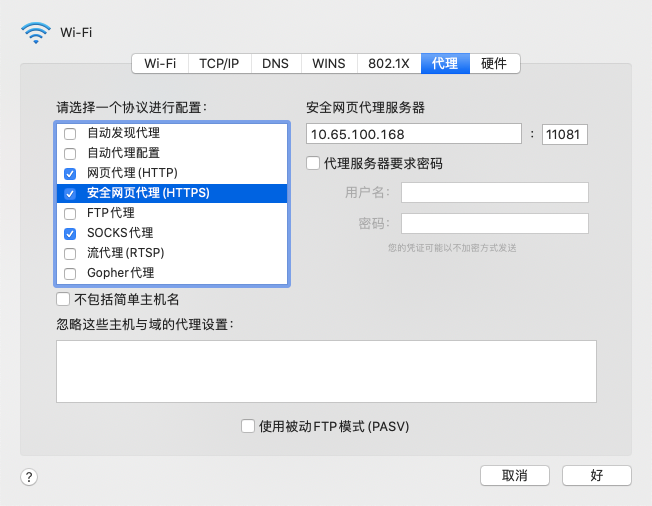 Wi-Fi
Wi-Fi TCP/IP DNS WINS 802.1X 代理 硬件
请选择一个协议进行配置：
自动发现代理
自动代理配置
网页代理(HTTP)
安全网页代理(HTTPS)
FTP代理
SOCKS代理
流代理(RTSP)
Gopher代理
不包括简单主机名
安全网页代理服务器
10.65.100.168 : 11081
代理服务器要求密码
用户名：
密码：
您的凭证可能以不加密方式发送
忽略这些主机与域的代理设置：
使用被动FTP模式(PASV)
?
取消 好